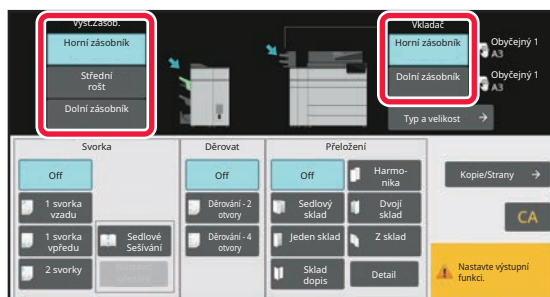 Výst.Zásob.
Horní zásobník
Střední
rošt
Dolní zásobník
Vkladač
Horní zásobník
Dolní zásobník
Obyčejný 1
A3
Obyčejný 1
A3
Typ a velikost
Svorka
Off
1 svorka
vzadu
1 svorka
vpředu
2 svorky
Sedlové
Sešívání
Děrovat
Off
Děrování - 2
otvory
Děrování - 4
otvory
Přeložení
Off
Harmo-
nika
Sedlový
sklad
Dvojí
sklad
Jeden sklad
Z sklad
Sklad
dopis
Detail
Kopie/Strany
CA
Nastavte výstupní
funkci.